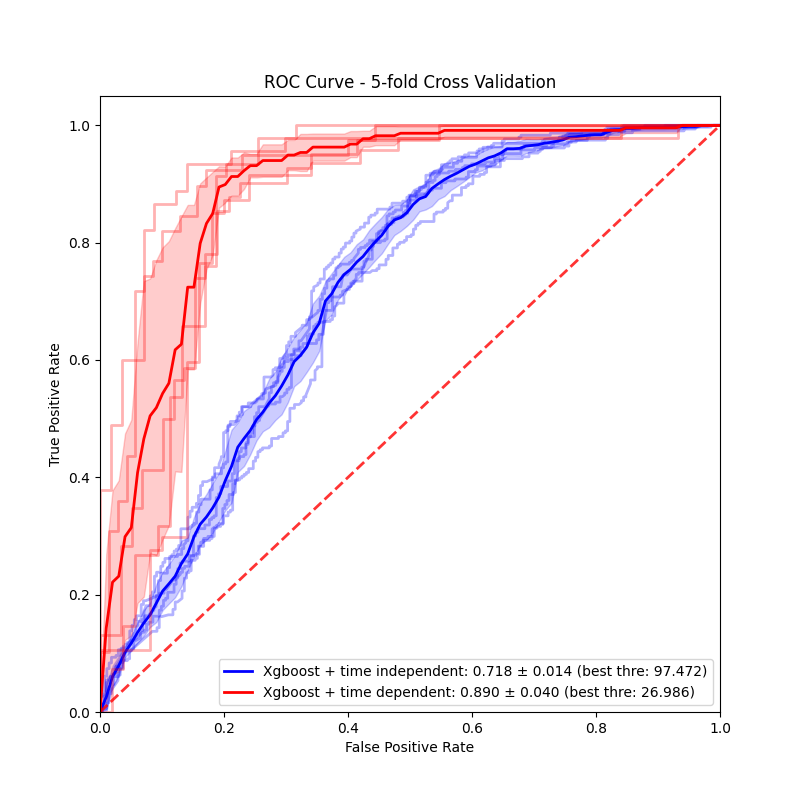 ROC Curve - 5-fold Cross Validation
True Positive Rate
1.0
0.8
0.6
0.4
0.2
0.0
Xgboost + time independent: 0.718 ± 0.014 (best thre: 97.472)
Xgboost + time dependent: 0.890 ± 0.040 (best thre: 26.986)
0.0 0.2 0.4 0.6 0.8 1.0
False Positive Rate